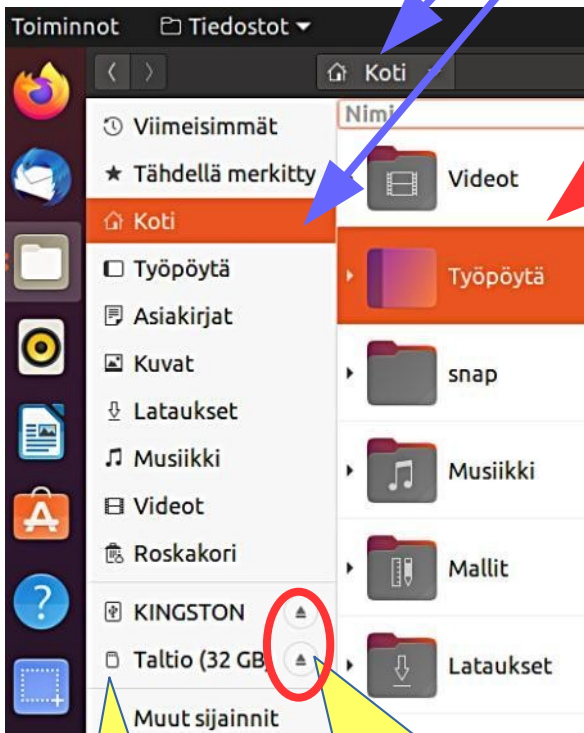 Toiminnot Tiedostot
Koti
Nimi
Viimeisimmät
Tähdellä merkitty
Koti
Työpöytä
Asiakirjat
Kuvat
Lataukset
Musiikki
Videot
Roskakori
KINGSTON
Taltio (32 GB)
Muut sijainnit
Videot
Työpöytä
snap
Musiikki
Mallit
Lataukset